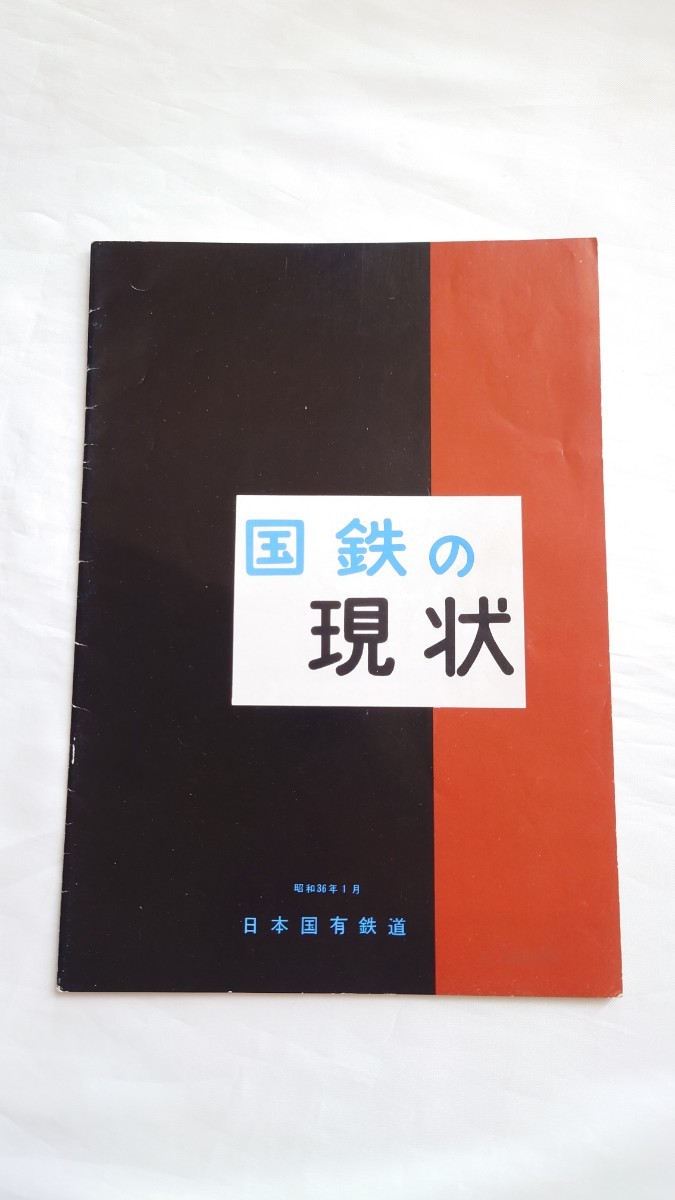 国鉄の
現状
昭和36年1月
日本国有鉄道